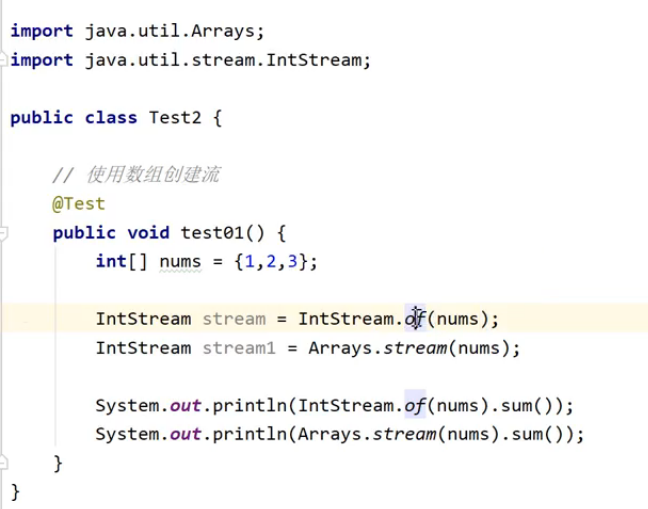 import java.util.Arrays;
import java.util.stream.IntStream;
public class Test2 {
// 使用数组创建流
@Test
public void test01() {
int[] nums = {1,2,3};
IntStream stream = IntStream.of(nums);
IntStream stream1 = Arrays.stream(nums);
System.out.println(IntStream.of(nums).sum());
System.out.println(Arrays.stream(nums).sum());
}
}